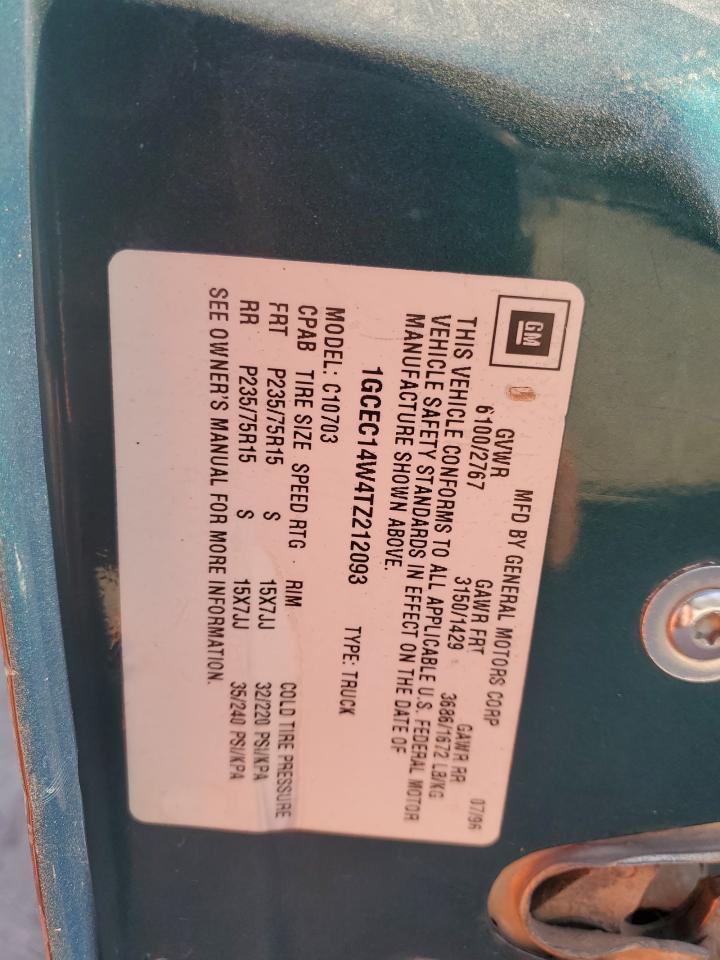 GM
MFD BY GENERAL MOTORS CORP 07/96
GVWR GAWR FRT GAWR RR
6100/2767 3150/1429 3686/1672 LB/KG
THIS VEHICLE CONFORMS TO ALL APPLICABLE U.S. FEDERAL MOTOR
VEHICLE SAFETY STANDARDS IN EFFECT ON THE DATE OF
MANUFACTURE SHOWN ABOVE.
1GCEC14W4TZ212093 TYPE: TRUCK
MODEL: C10703
CPAB TIRE SIZE SPEED RTG RIM COLD TIRE PRESSURE
FRT P235/75R15 S 15X7JJ 32/220 PSI/KPA
RR P235/75R15 S 15X7JJ 35/240 PSI/KPA
SEE OWNER'S MANUAL FOR MORE INFORMATION.